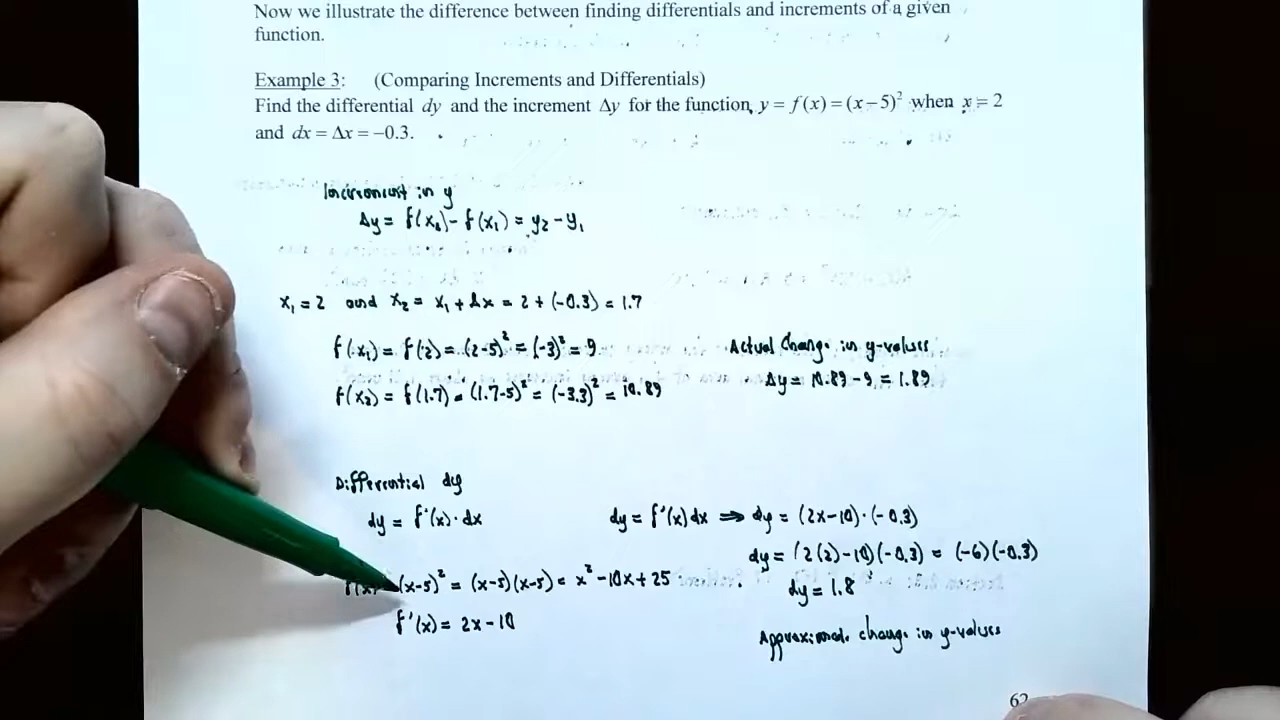 Now we illustrate the difference between finding differentials and increments of a given
function.
Example 3: (Comparing Increments and Differentials)
Find the differential dy and the increment Δy for the function, y = f(x) = (x−5)² when x = 2
and dx = Δx = −0.3.
Increment in y
Δy = f(x₂) − f(x₁) = y₂ − y₁
x₁ = 2 and x₂ = x₁ + Δx = 2 + (−0.3) = 1.7
f(x₁) = f(2) = (2−5)² = (−3)² = 9
Actual change in y-values
f(x₂) = f(1.7) = (1.7−5)² = (−3.3)² = 10.89
Δy = 10.89 − 9 = 1.89
Differential dy
dy = f'(x)·dx
dy = f'(x)dx ⇒ dy = (2x−10)·(−0.3)
dy = (2(2)−10)(−0.3) = (−6)(−0.3)
f(x) (x−5)² = (x−5)(x−5) = x² − 10x + 25
dy = 1.8
f'(x) = 2x − 10
Approximate change in y-values
62